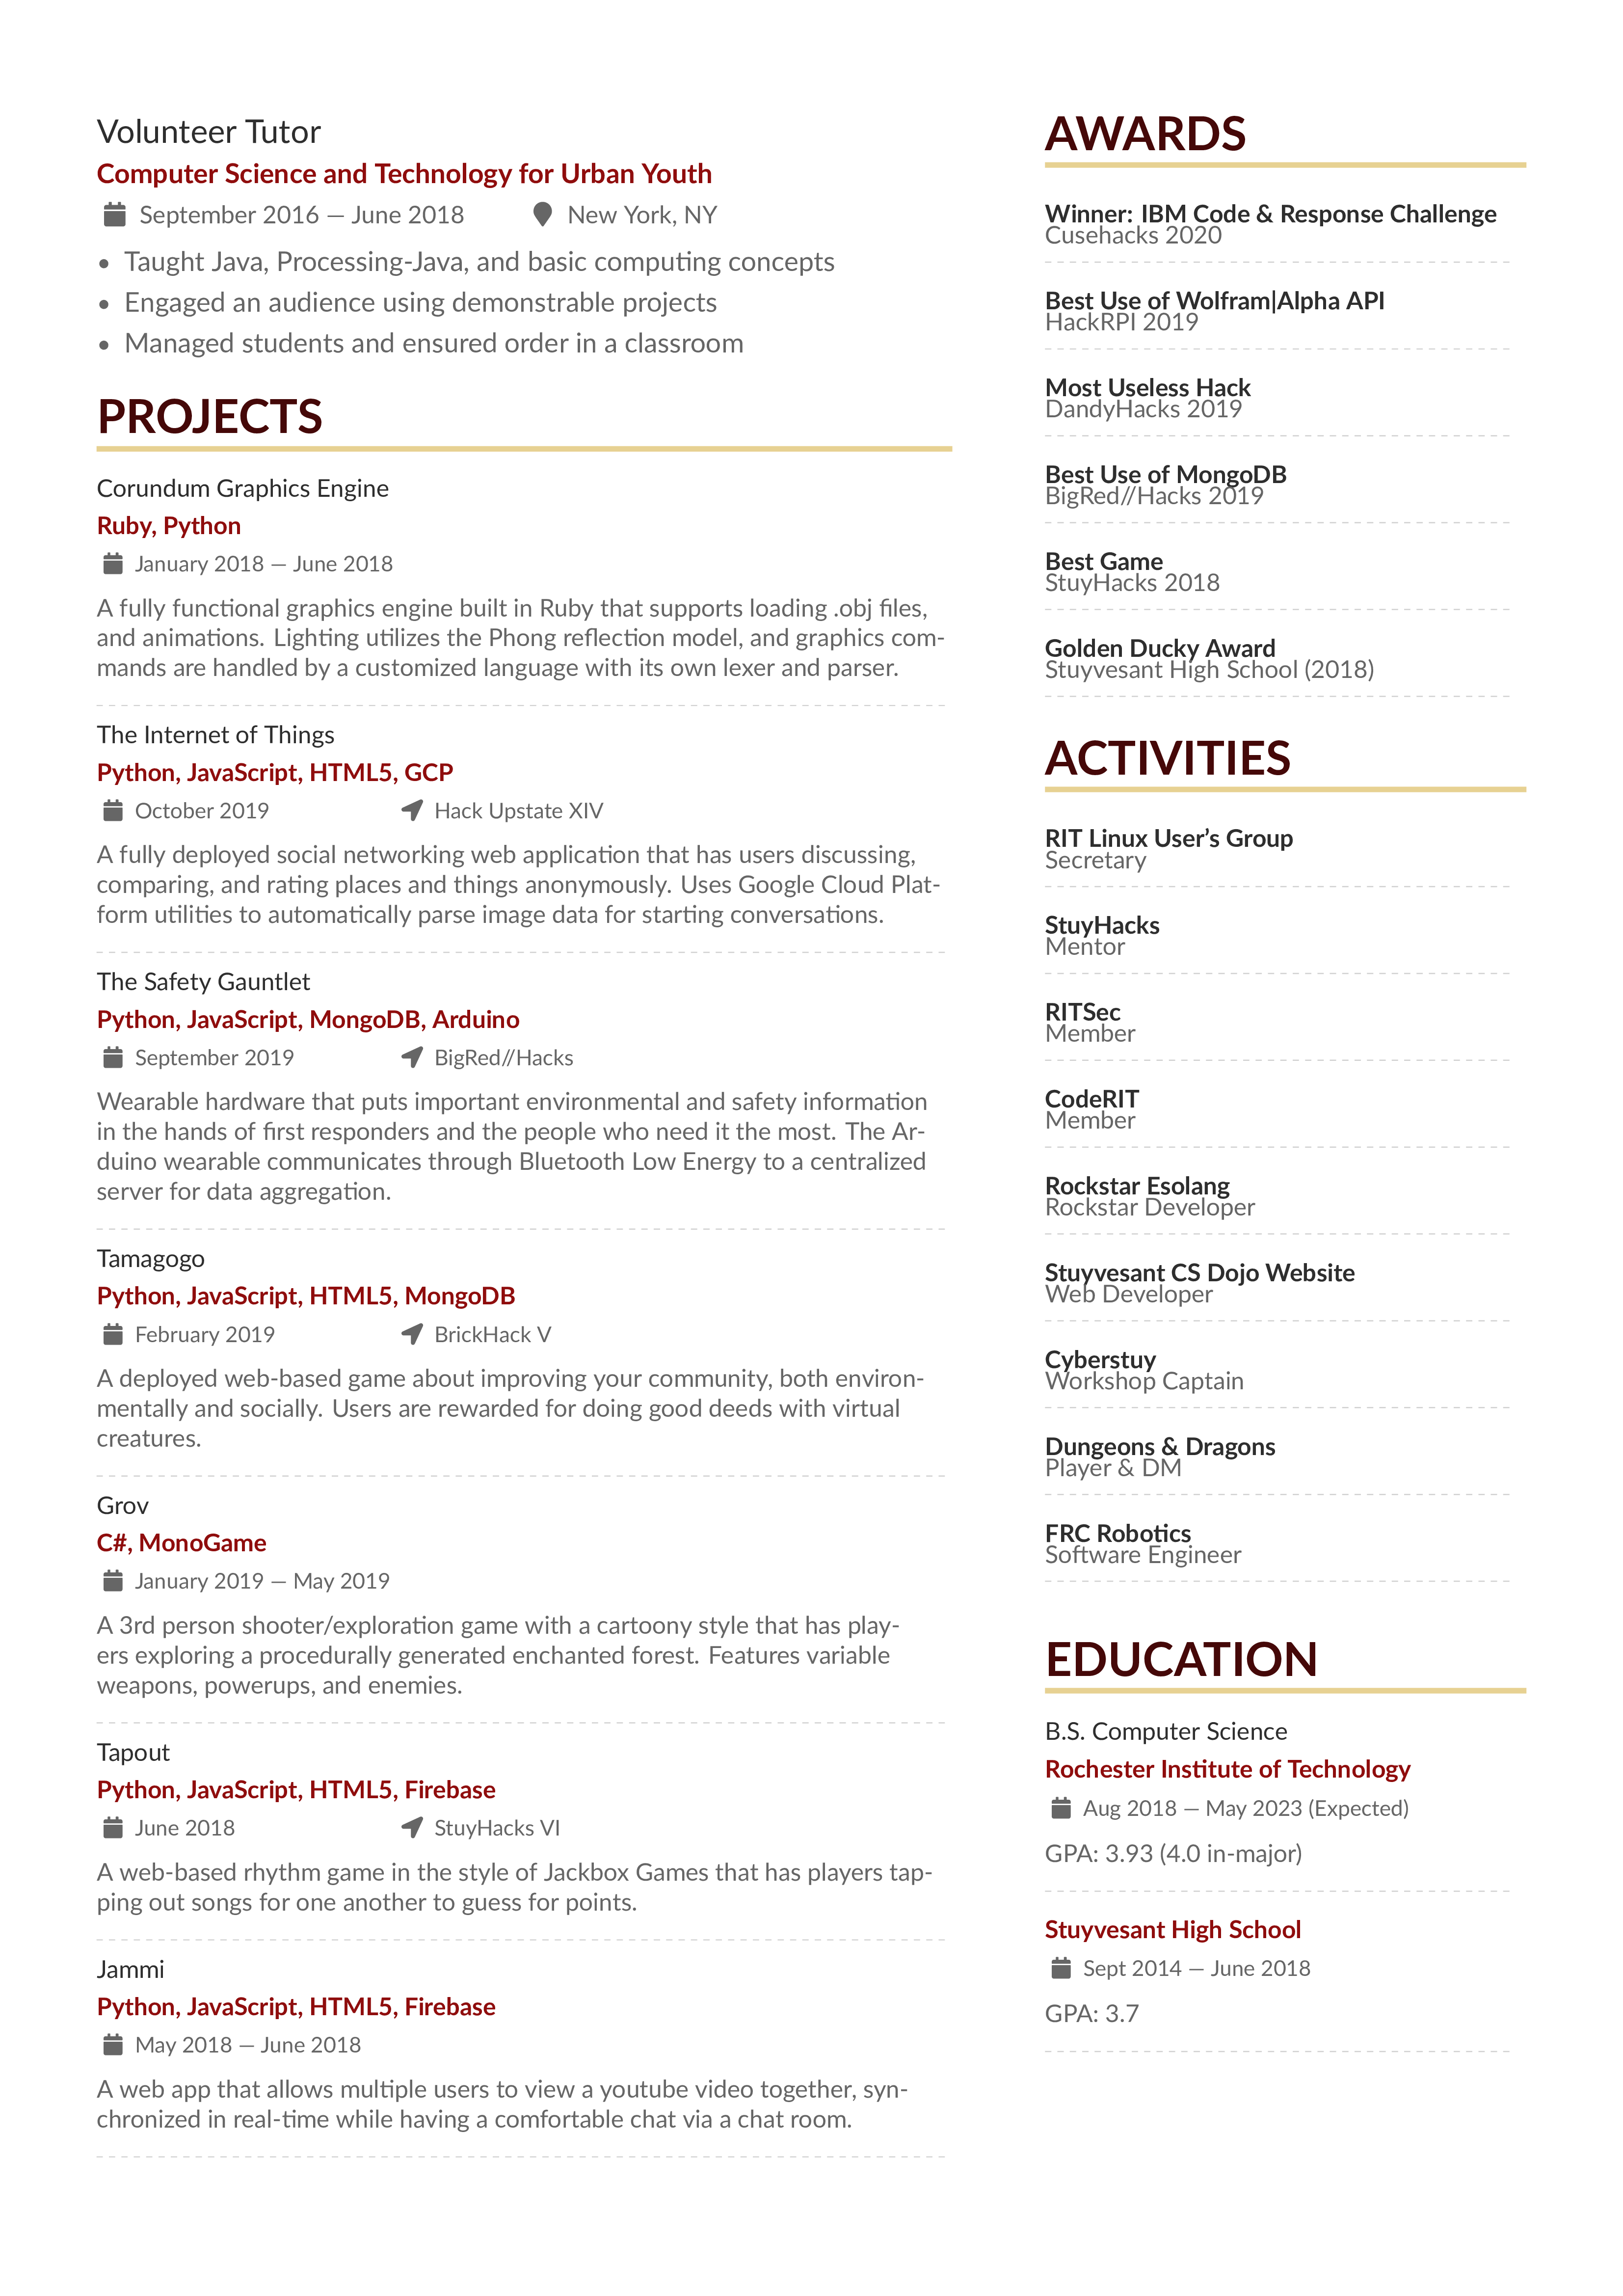 Volunteer Tutor
Computer Science and Technology for Urban Youth
September 2016 — June 2018 New York, NY
• Taught Java, Processing-Java, and basic computing concepts
• Engaged an audience using demonstrable projects
• Managed students and ensured order in a classroom
PROJECTS
Corundum Graphics Engine
Ruby, Python
January 2018 — June 2018
A fully functional graphics engine built in Ruby that supports loading .obj files,
and animations. Lighting utilizes the Phong reflection model, and graphics com-
mands are handled by a customized language with its own lexer and parser.
The Internet of Things
Python, JavaScript, HTML5, GCP
October 2019 Hack Upstate XIV
A fully deployed social networking web application that has users discussing,
comparing, and rating places and things anonymously. Uses Google Cloud Plat-
form utilities to automatically parse image data for starting conversations.
The Safety Gauntlet
Python, JavaScript, MongoDB, Arduino
September 2019 BigRed//Hacks
Wearable hardware that puts important environmental and safety information
in the hands of first responders and the people who need it the most. The Ar-
duino wearable communicates through Bluetooth Low Energy to a centralized
server for data aggregation.
Tamagogo
Python, JavaScript, HTML5, MongoDB
February 2019 BrickHack V
A deployed web-based game about improving your community, both environ-
mentally and socially. Users are rewarded for doing good deeds with virtual
creatures.
Grov
C#, MonoGame
January 2019 — May 2019
A 3rd person shooter/exploration game with a cartoony style that has play-
ers exploring a procedurally generated enchanted forest. Features variable
weapons, powerups, and enemies.
Tapout
Python, JavaScript, HTML5, Firebase
June 2018 StuyHacks VI
A web-based rhythm game in the style of Jackbox Games that has players tap-
ping out songs for one another to guess for points.
Jammi
Python, JavaScript, HTML5, Firebase
May 2018 — June 2018
A web app that allows multiple users to view a youtube video together, syn-
chronized in real-time while having a comfortable chat via a chat room.
AWARDS
Winner: IBM Code & Response Challenge
Cusehacks 2020
Best Use of Wolfram|Alpha API
HackRPI 2019
Most Useless Hack
DandyHacks 2019
Best Use of MongoDB
BigRed//Hacks 2019
Best Game
StuyHacks 2018
Golden Ducky Award
Stuyvesant High School (2018)
ACTIVITIES
RIT Linux User’s Group
Secretary
StuyHacks
Mentor
RITSec
Member
CodeRIT
Member
Rockstar Esolang
Rockstar Developer
Stuyvesant CS Dojo Website
Web Developer
Cyberstuy
Workshop Captain
Dungeons & Dragons
Player & DM
FRC Robotics
Software Engineer
EDUCATION
B.S. Computer Science
Rochester Institute of Technology
Aug 2018 — May 2023 (Expected)
GPA: 3.93 (4.0 in-major)
Stuyvesant High School
Sept 2014 — June 2018
GPA: 3.7